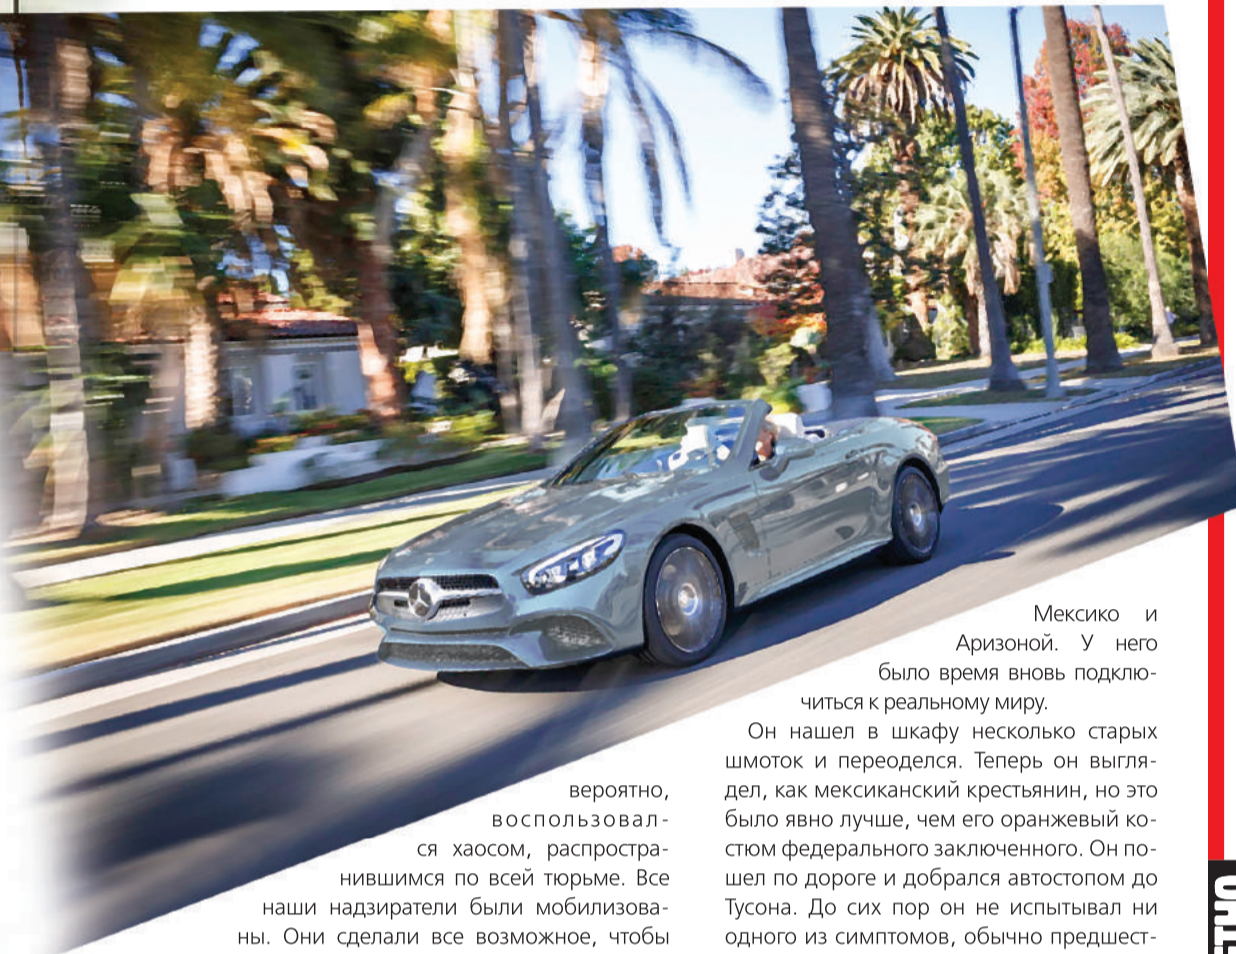 вероятно,
воспользовал-
ся хаосом, распростра-
нившимся по всей тюрьме. Все
наши надзиратели были мобилизова-
ны. Они сделали все возможное, чтобы
Мексико и
Аризоной. У него
было время вновь подклю-
читься к реальному миру.
Он нашел в шкафу несколько старых
шмоток и переоделся. Теперь он выгля-
дел, как мексиканский крестьянин, но это
было явно лучше, чем его оранжевый ко-
стюм федерального заключенного. Он по-
шел по дороге и добрался автостопом до
Тусона. До сих пор он не испытывал ни
одного из симптомов, обычно предшест-